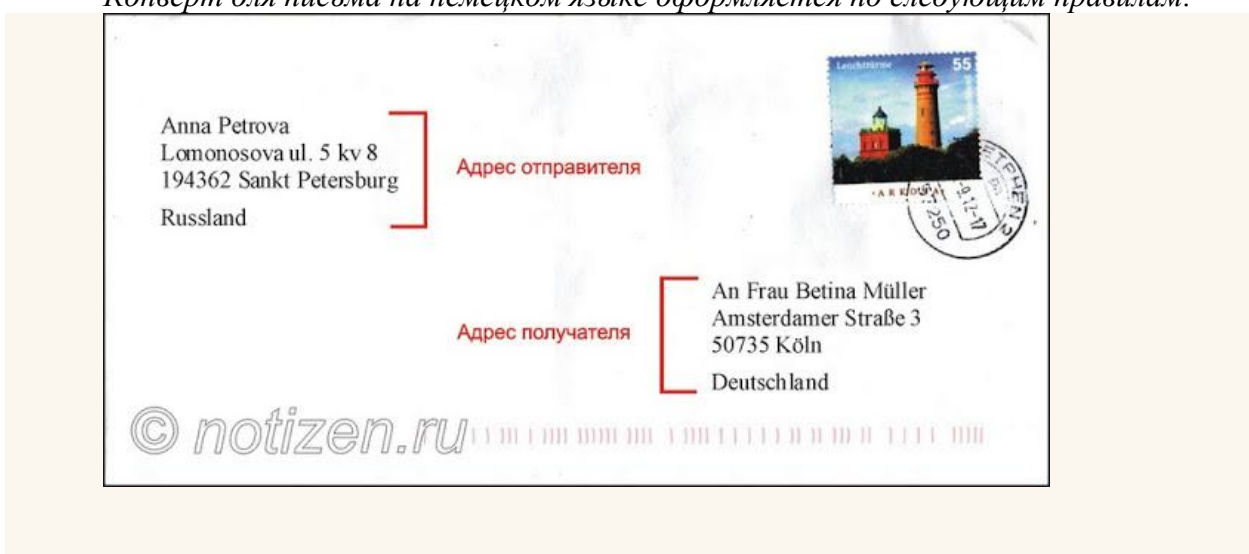 Конверт для письма на немецком языке оформляется по следующим правилам:
Leuchttürme 55
Anna Petrova
Lomonosova ul. 5 kv 8
194362 Sankt Petersburg
Russland
Адрес отправителя
An Frau Betina Müller
Amsterdamer Straße 3
50735 Köln
Deutschland
Адрес получателя
© notizen.ru